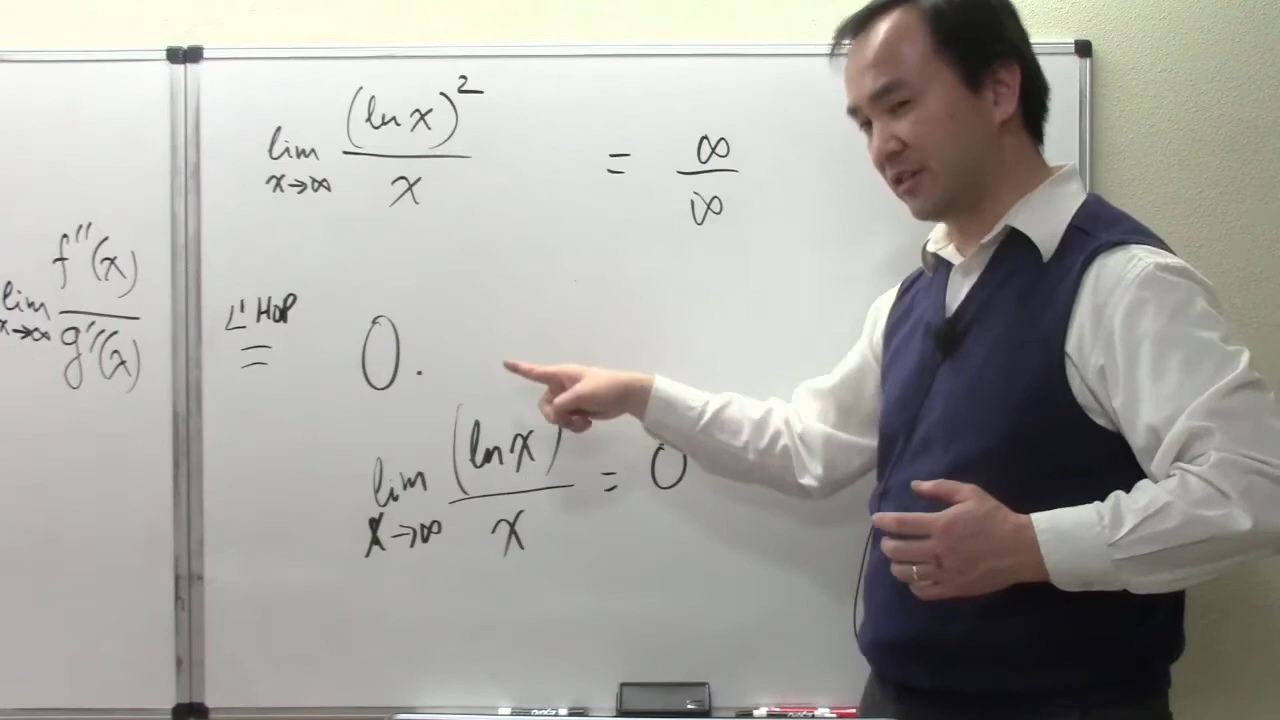 lim x→∞ f''(x) / g''(x)
lim x→∞ (ln x)² / x = ∞ / ∞
L'HOP = 0.
lim x→∞ (ln x) / x = 0